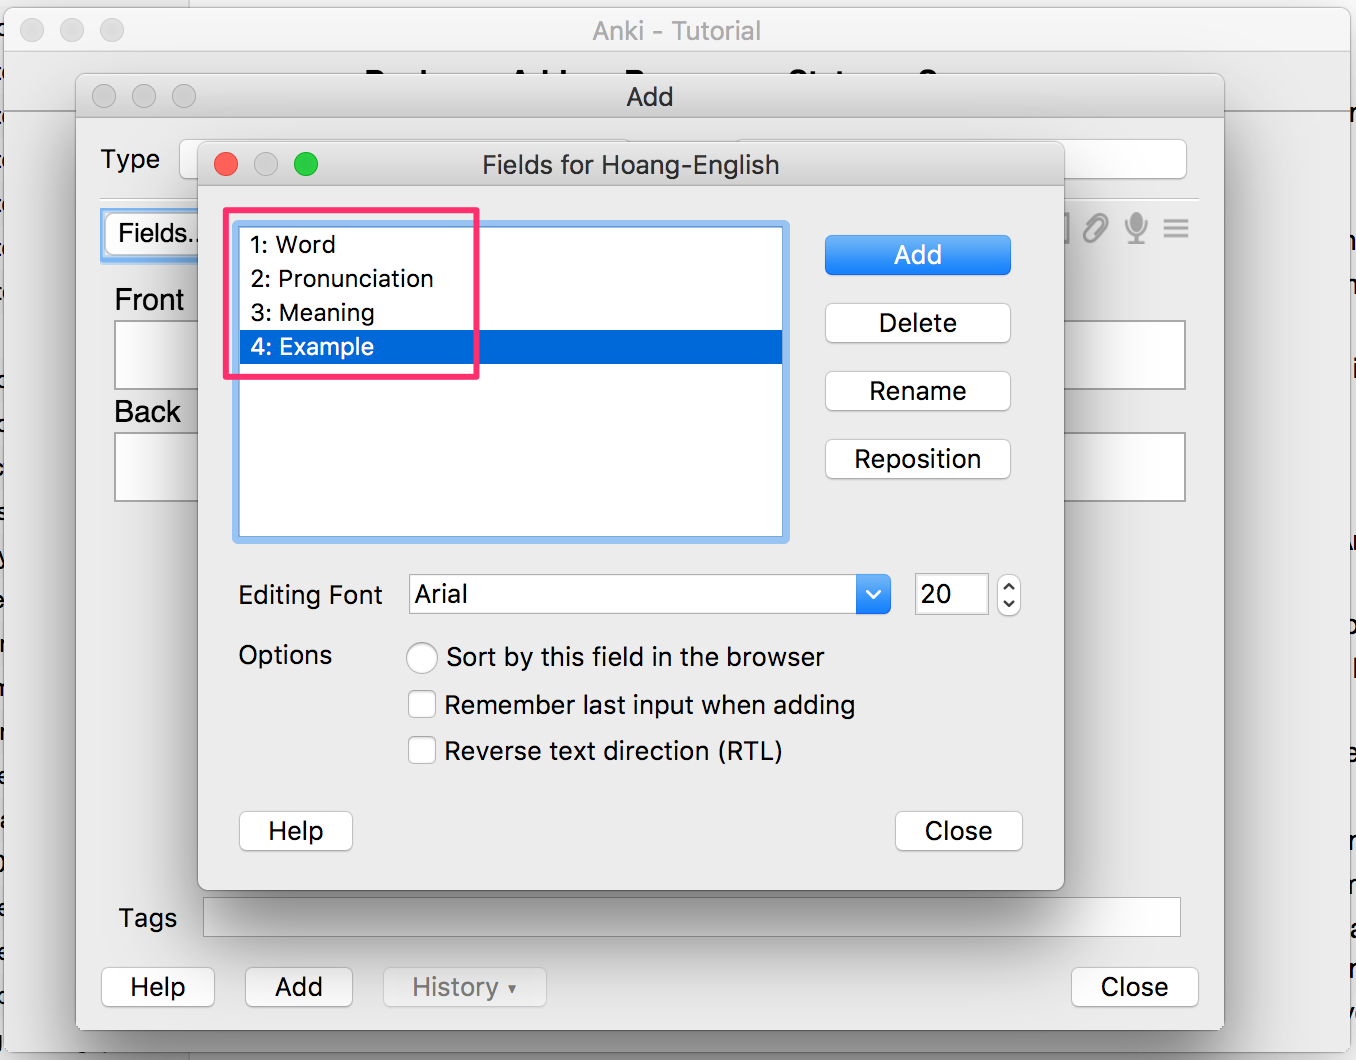 Anki - Tutorial
Add
Type
Fields for Hoang-English
Fields..
1: Word
2: Pronunciation
3: Meaning
4: Example
Add
Delete
Rename
Reposition
Front
Back
Editing Font
Arial
20
Options
Sort by this field in the browser
Remember last input when adding
Reverse text direction (RTL)
Help
Close
Tags
Help
Add
History ▾
Close